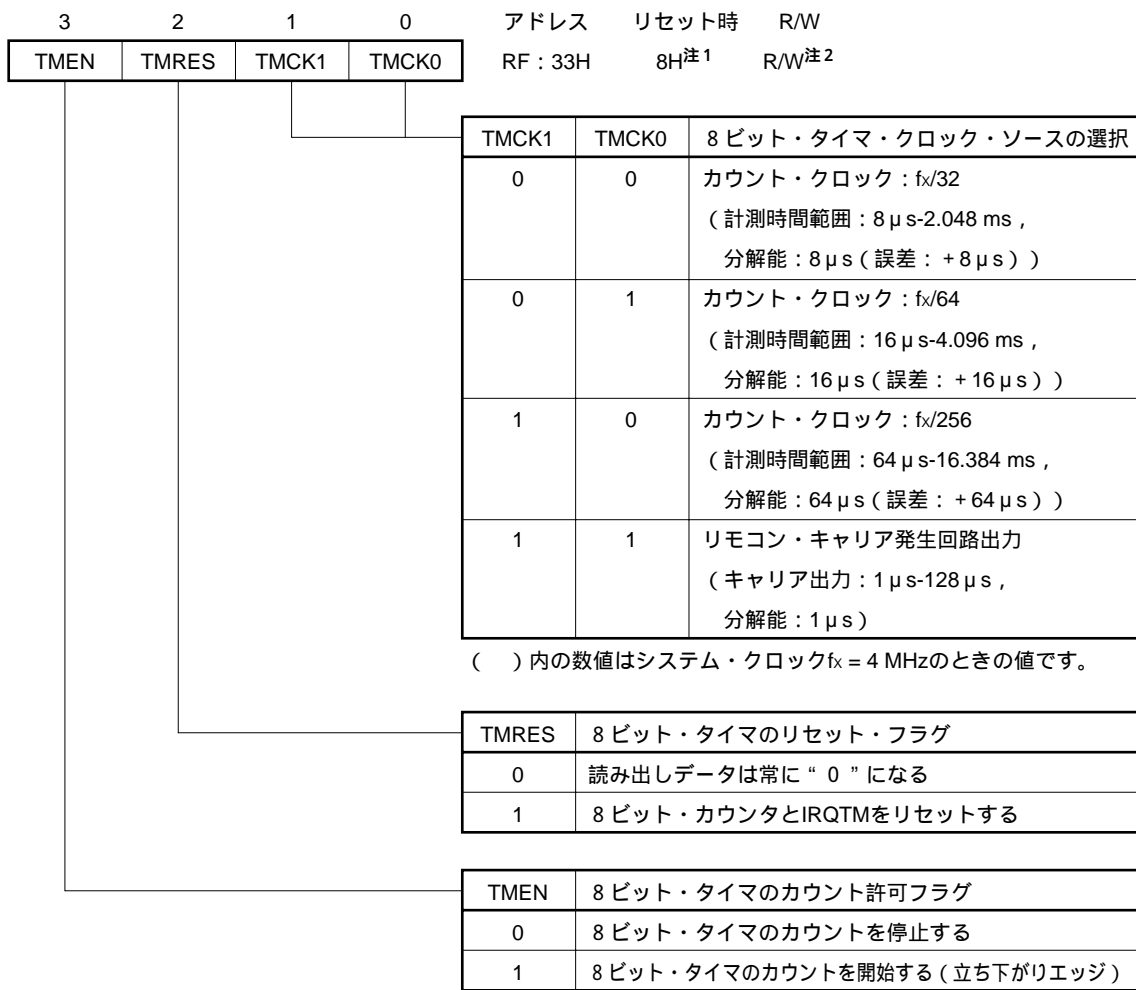 3 2 1 0 アドレス リセット時 R/W
TMEN TMRES TMCK1 TMCK0 RF：33H 8H注1 R/W注2
TMCK1 TMCK0 8ビット・タイマ・クロック・ソースの選択
0 0 カウント・クロック：fX/32
（計測時間範囲：8μs-2.048 ms，
分解能：8μs（誤差：+8μs））
0 1 カウント・クロック：fX/64
（計測時間範囲：16μs-4.096 ms，
分解能：16μs（誤差：+16μs））
1 0 カウント・クロック：fX/256
（計測時間範囲：64μs-16.384 ms，
分解能：64μs（誤差：+64μs））
1 1 リモコン・キャリア発生回路出力
（キャリア出力：1μs-128μs，
分解能：1μs）
（　）内の数値はシステム・クロックfX = 4 MHzのときの値です。
TMRES 8ビット・タイマのリセット・フラグ
0 読み出しデータは常に“0”になる
1 8ビット・カウンタとIRQTMをリセットする
TMEN 8ビット・タイマのカウント許可フラグ
0 8ビット・タイマのカウントを停止する
1 8ビット・タイマのカウントを開始する（立ち下がりエッジ）